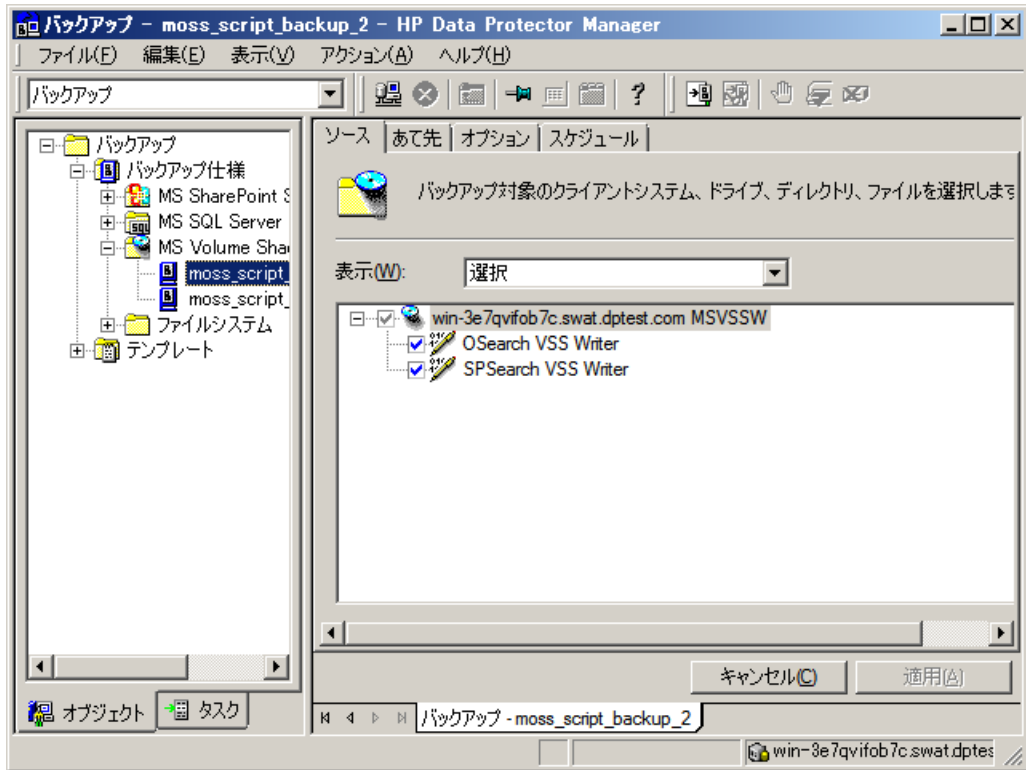 バックアップ - moss_script_backup_2 - HP Data Protector Manager
ファイル(F) 編集(E) 表示(V) アクション(A) ヘルプ(H)
バックアップ
バックアップ
バックアップ仕様
MS SharePoint S
MS SQL Server
MS Volume Sha
moss_script_
moss_script_
ファイルシステム
テンプレート
オブジェクト タスク
ソース あて先 オプション スケジュール
バックアップ対象のクライアントシステム、ドライブ、ディレクトリ、ファイルを選択します
表示(W): 選択
win-3e7qvifob7c.swat.dptest.com MSVSSW
OSearch VSS Writer
SPSearch VSS Writer
キャンセル(C) 適用(A)
バックアップ - moss_script_backup_2
win-3e7qvifob7c.swat.dptes